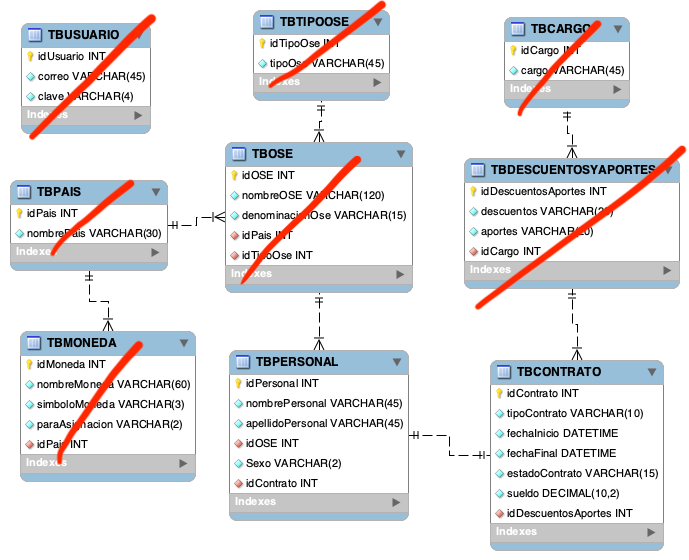 TBUSUARIO
idUsuario INT
correo VARCHAR(45)
clave VARCHAR(4)
Indexes
TBTIPOOSE
idTipoOse INT
tipoOse VARCHAR(45)
Indexes
TBCARGO
idCargo INT
cargo VARCHAR(45)
Indexes
TBPAIS
idPais INT
nombrePais VARCHAR(30)
Indexes
TBOSE
idOSE INT
nombreOSE VARCHAR(120)
denominacionOse VARCHAR(15)
idPais INT
idTipoOse INT
Indexes
TBDESCUENTOSYAPORTES
idDescuentosAportes INT
descuentos
aportes
idCargo INT
Indexes
TBMONEDA
idMoneda INT
nombreMoneda VARCHAR(60)
simboloMoneda VARCHAR(3)
paraAsignacion VARCHAR(2)
idPais INT
Indexes
TBPERSONAL
idPersonal INT
nombrePersonal VARCHAR(45)
apellidoPersonal VARCHAR(45)
idOSE INT
Sexo VARCHAR(2)
idContrato INT
Indexes
TBCONTRATO
idContrato INT
tipoContrato VARCHAR(10)
fechaInicio DATETIME
fechaFinal DATETIME
estadoContrato VARCHAR(15)
sueldo DECIMAL(10,2)
idDescuentosAportes INT
Indexes